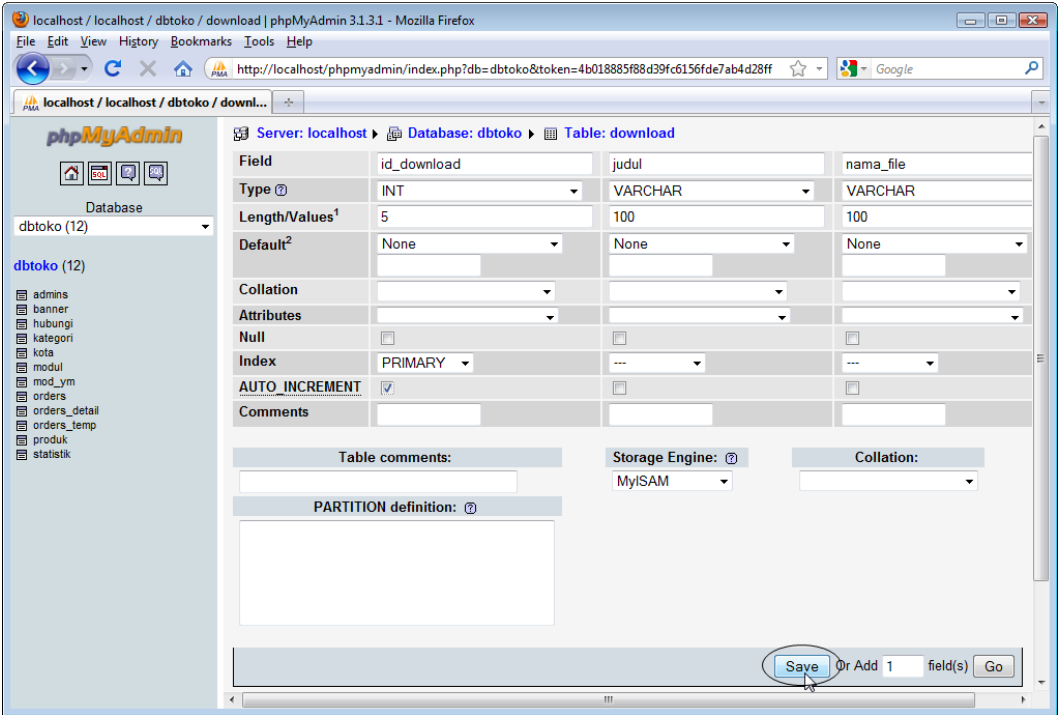 localhost / localhost / dbtoko / download | phpMyAdmin 3.1.3.1 - Mozilla Firefox
File Edit View History Bookmarks Tools Help
PMA http://localhost/phpmyadmin/index.php?db=dbtoko&token=4b018885f88d39fc6156fde7ab4d28ff Google
PMA localhost / localhost / dbtoko / downl...
phpMyAdmin
SQL
Database
dbtoko (12)
dbtoko (12)
admins
banner
hubungi
kategori
kota
modul
mod_ym
orders
orders_detail
orders_temp
produk
statistik
Server: localhost Database: dbtoko Table: download
Field id_download judul nama_file
Type INT VARCHAR VARCHAR
Length/Values1 5 100 100
Default2 None None None
Collation
Attributes
Null
Index PRIMARY --- ---
AUTO_INCREMENT
Comments
Table comments: Storage Engine: Collation:
MyISAM
PARTITION definition:
Save Or Add 1 field(s) Go